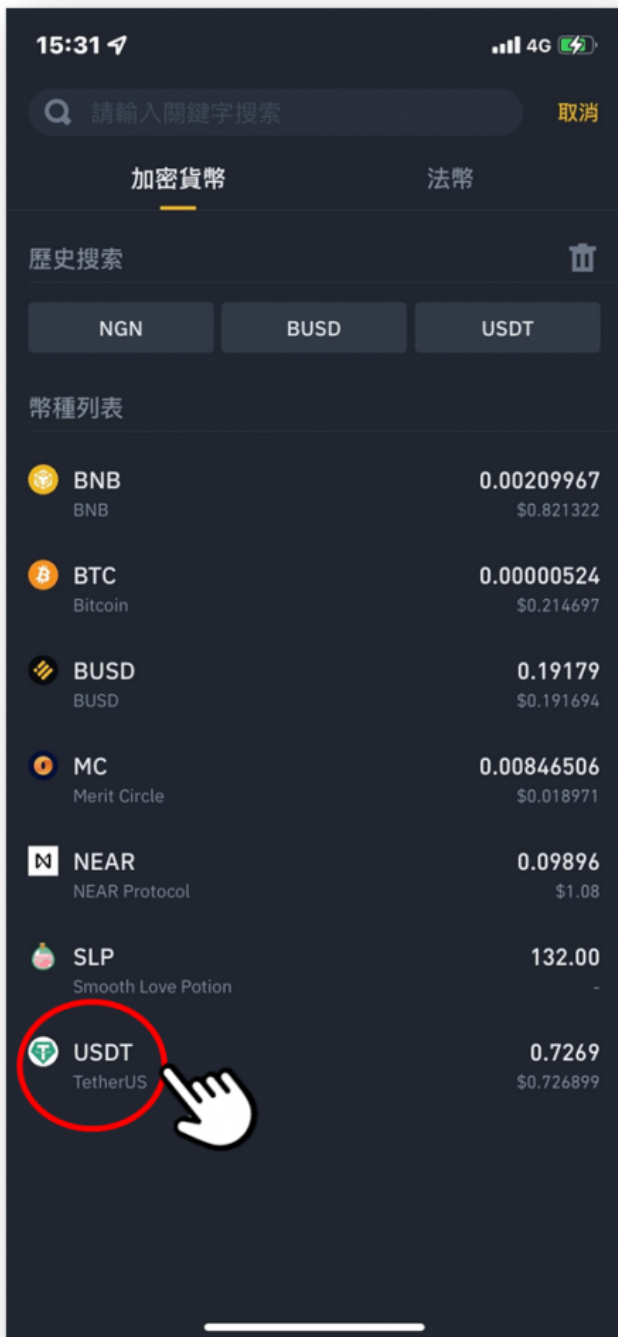 15:31 4G
請輸入關鍵字搜索 取消
加密貨幣 法幣
歷史搜索
NGN BUSD USDT
幣種列表
BNB 0.00209967
BNB $0.821322
BTC 0.00000524
Bitcoin $0.214697
BUSD 0.19179
BUSD $0.191694
MC 0.00846506
Merit Circle $0.018971
NEAR 0.09896
NEAR Protocol $1.08
SLP 132.00
Smooth Love Potion -
USDT 0.7269
TetherUS $0.726899